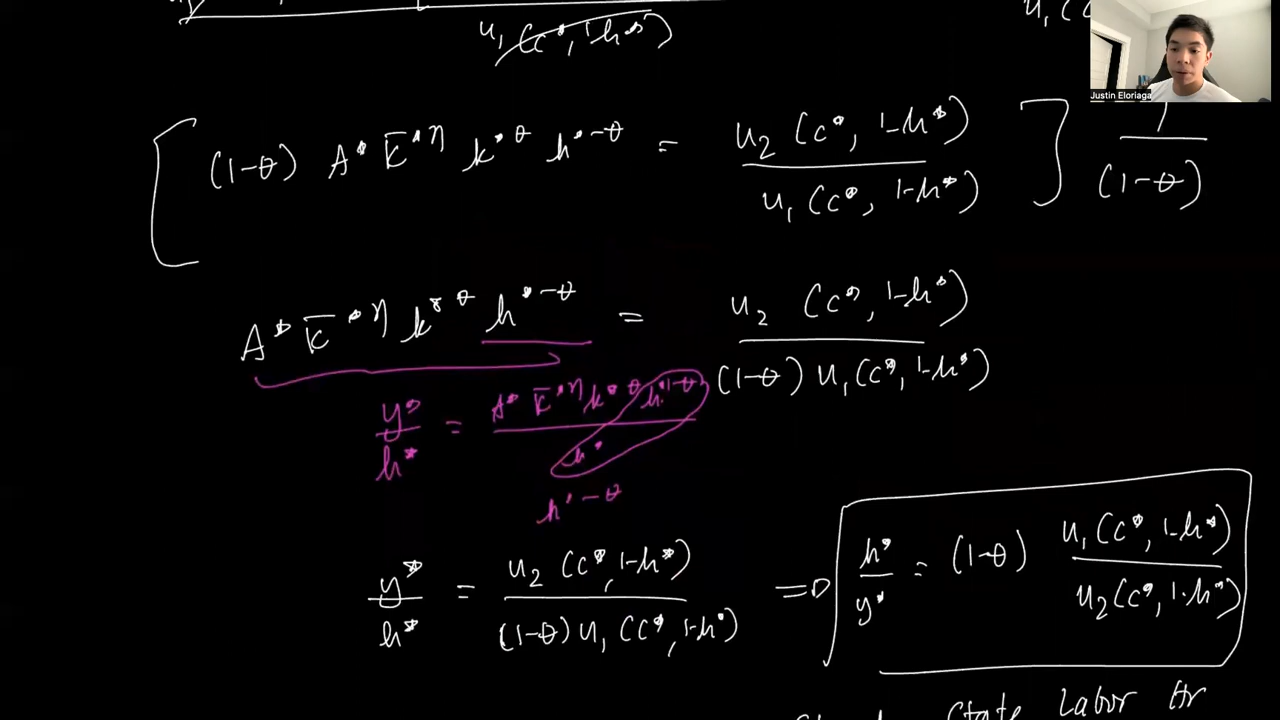 u₁(c*, 1-h*)
Justin Eloriaga
[ (1-θ) A* K̄*^η k*^θ h*^-θ = u₂(c*, 1-h*) / u₁(c*, 1-h*) ] 1/(1-θ)
A* K̄*^η k*^θ h*^-θ = u₂(c*, 1-h*) / (1-θ) u₁(c*, 1-h*)
y*/h* = A* K̄*^η k*^θ h*^1-θ / h*
h*^-θ
y*/h* = u₂(c*, 1-h*) / (1-θ) u₁(c*, 1-h*) ⇒ h*/y* = (1-θ) u₁(c*, 1-h*) / u₂(c*, 1-h*)
State Labor Hr